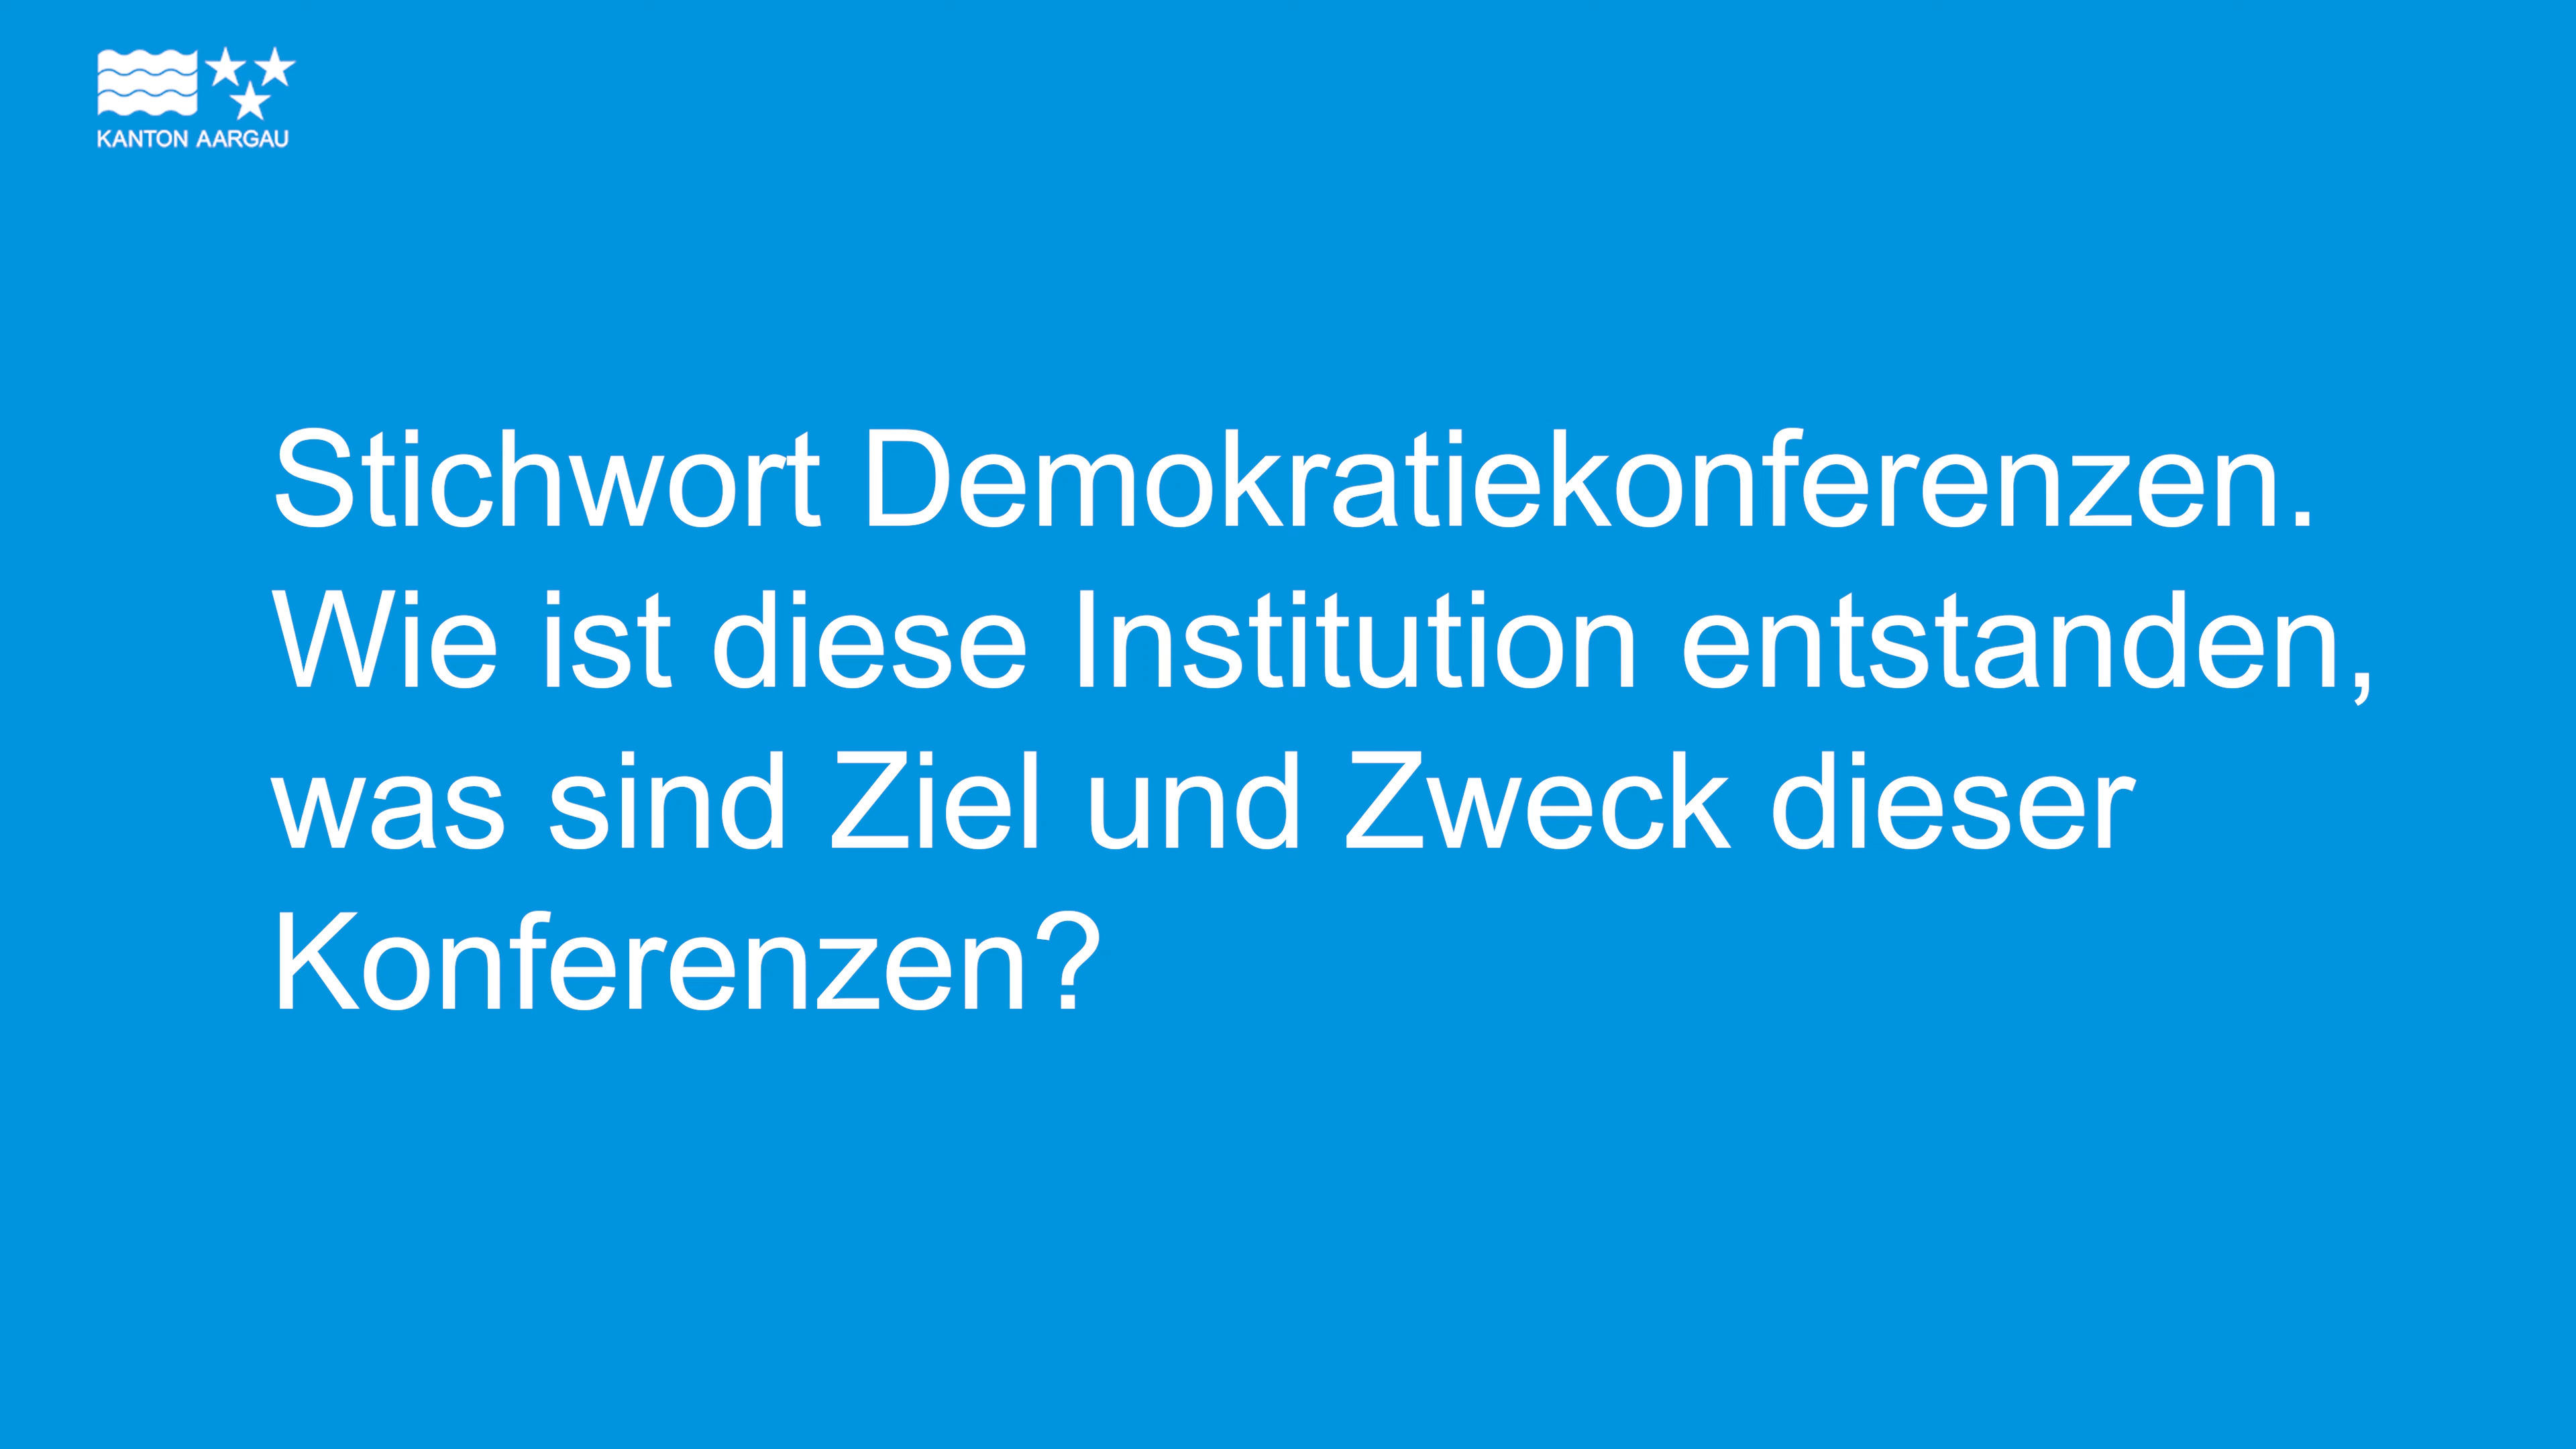 KANTON AARGAU
Stichwort Demokratiekonferenzen.
Wie ist diese Institution entstanden,
was sind Ziel und Zweck dieser
Konferenzen?